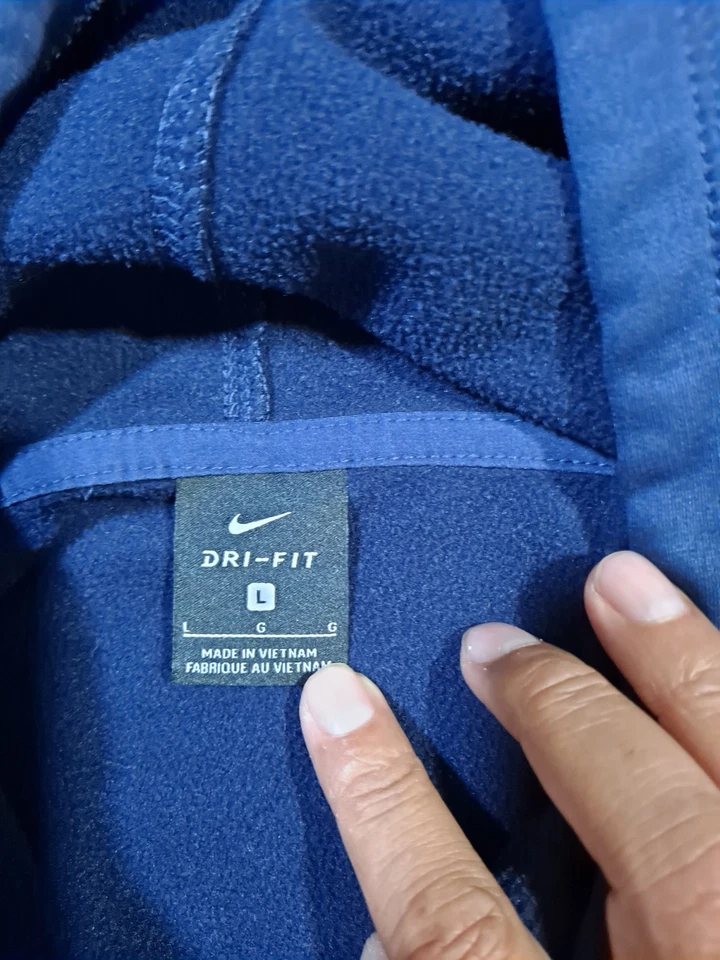 DRI-FIT
L
L G G
MADE IN VIETNAM
FABRIQUE AU VIETNAM